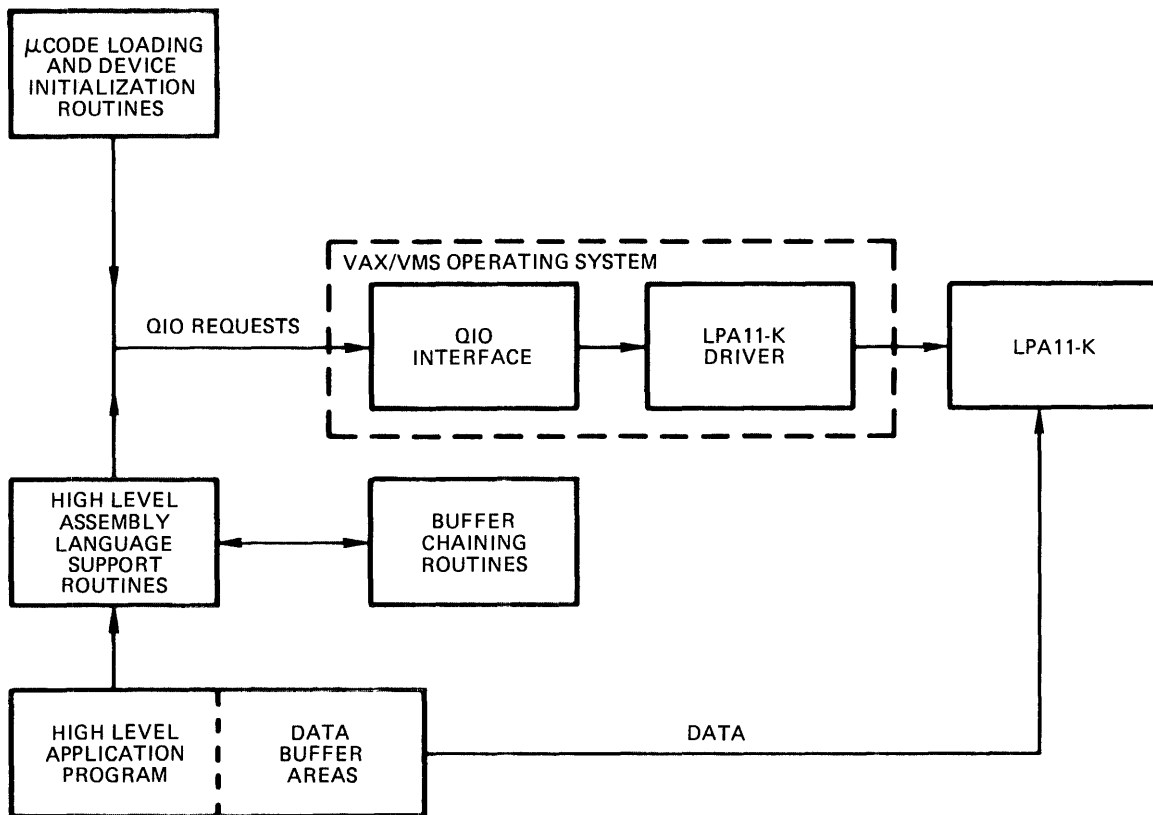 μCODE LOADING
AND DEVICE
INITIALIZATION
ROUTINES
VAX/VMS OPERATING SYSTEM
QIO REQUESTS
QIO
INTERFACE
LPA11-K
DRIVER
LPA11-K
HIGH LEVEL
ASSEMBLY
LANGUAGE
SUPPORT
ROUTINES
BUFFER
CHAINING
ROUTINES
HIGH LEVEL
APPLICATION
PROGRAM
DATA
BUFFER
AREAS
DATA